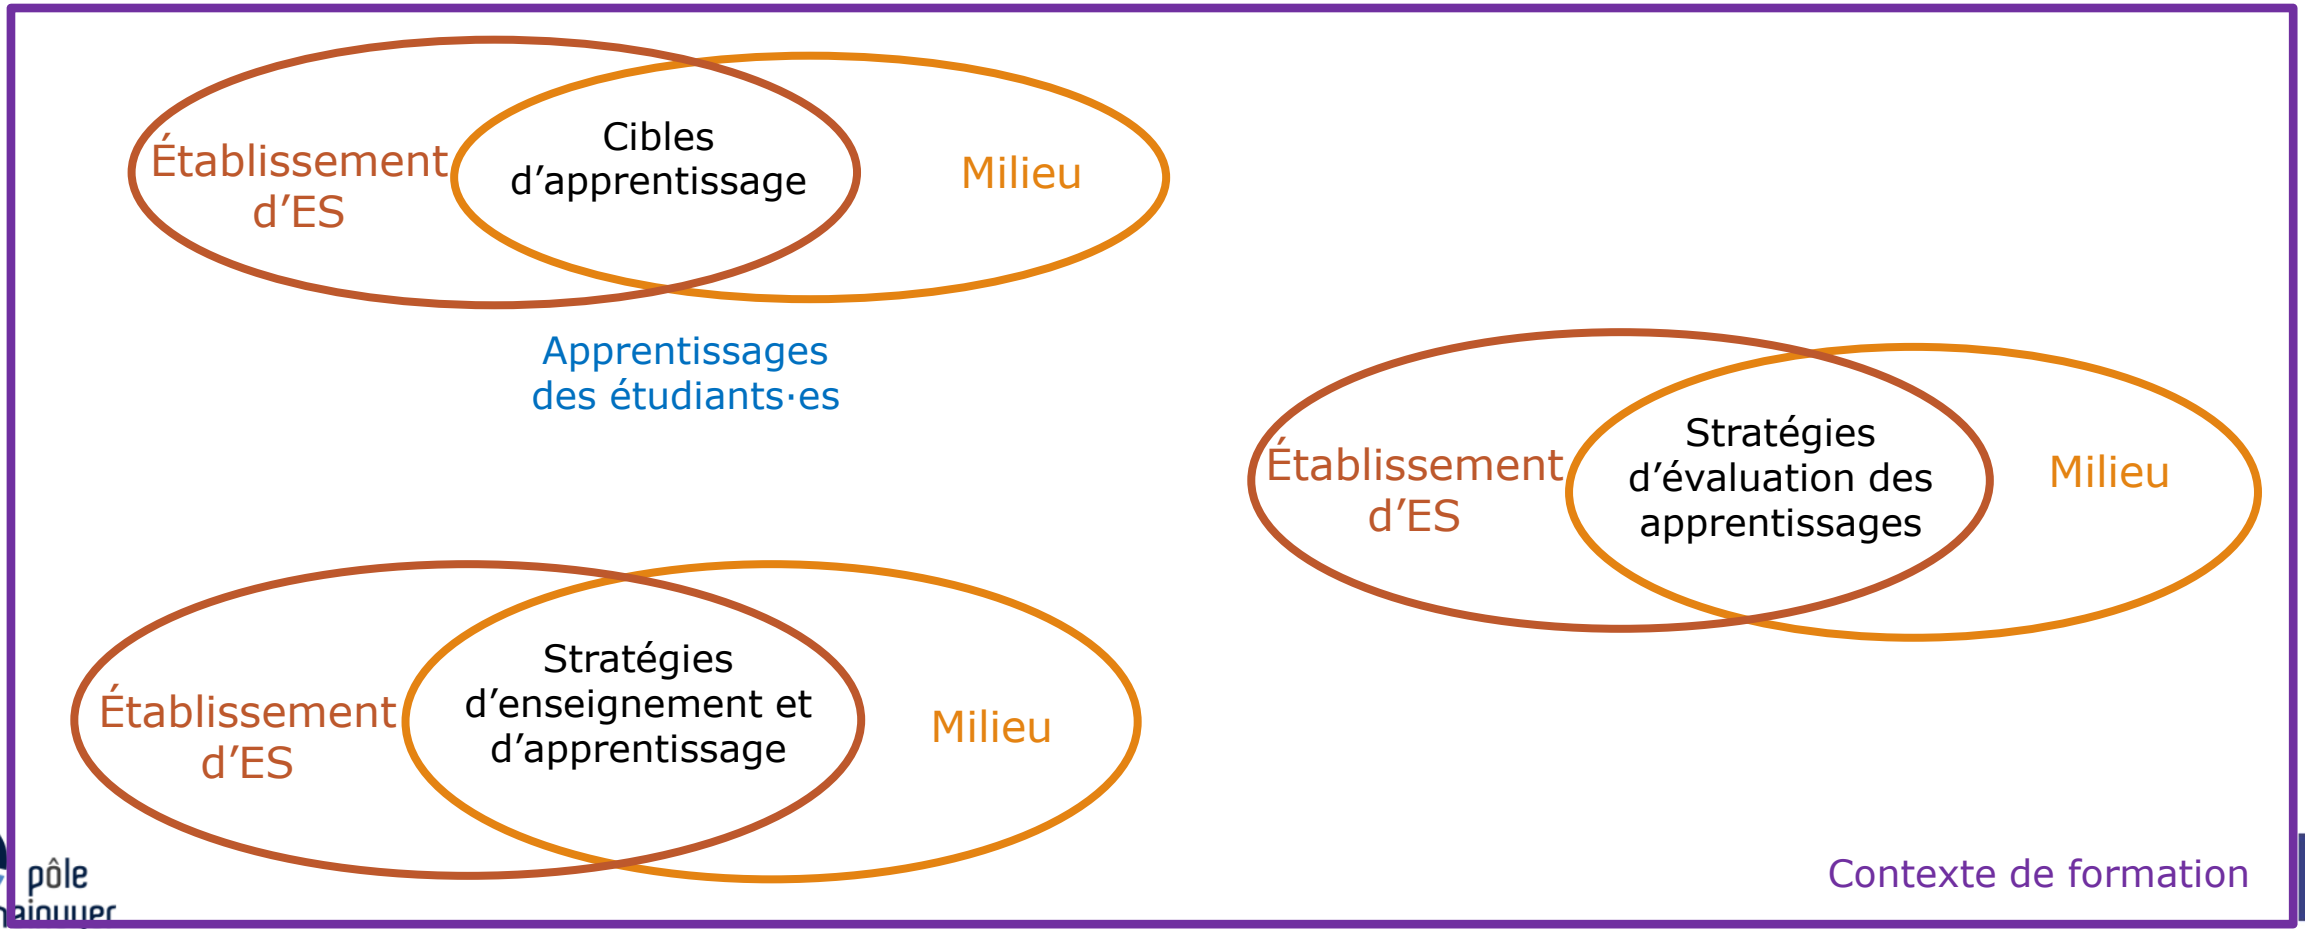 Établissement
d’ES
Cibles
d’apprentissage
Milieu
Apprentissages
des étudiants·es
Établissement
d’ES
Stratégies
d’évaluation des
apprentissages
Milieu
Établissement
d’ES
Stratégies
d’enseignement et
d’apprentissage
Milieu
Contexte de formation
pôle